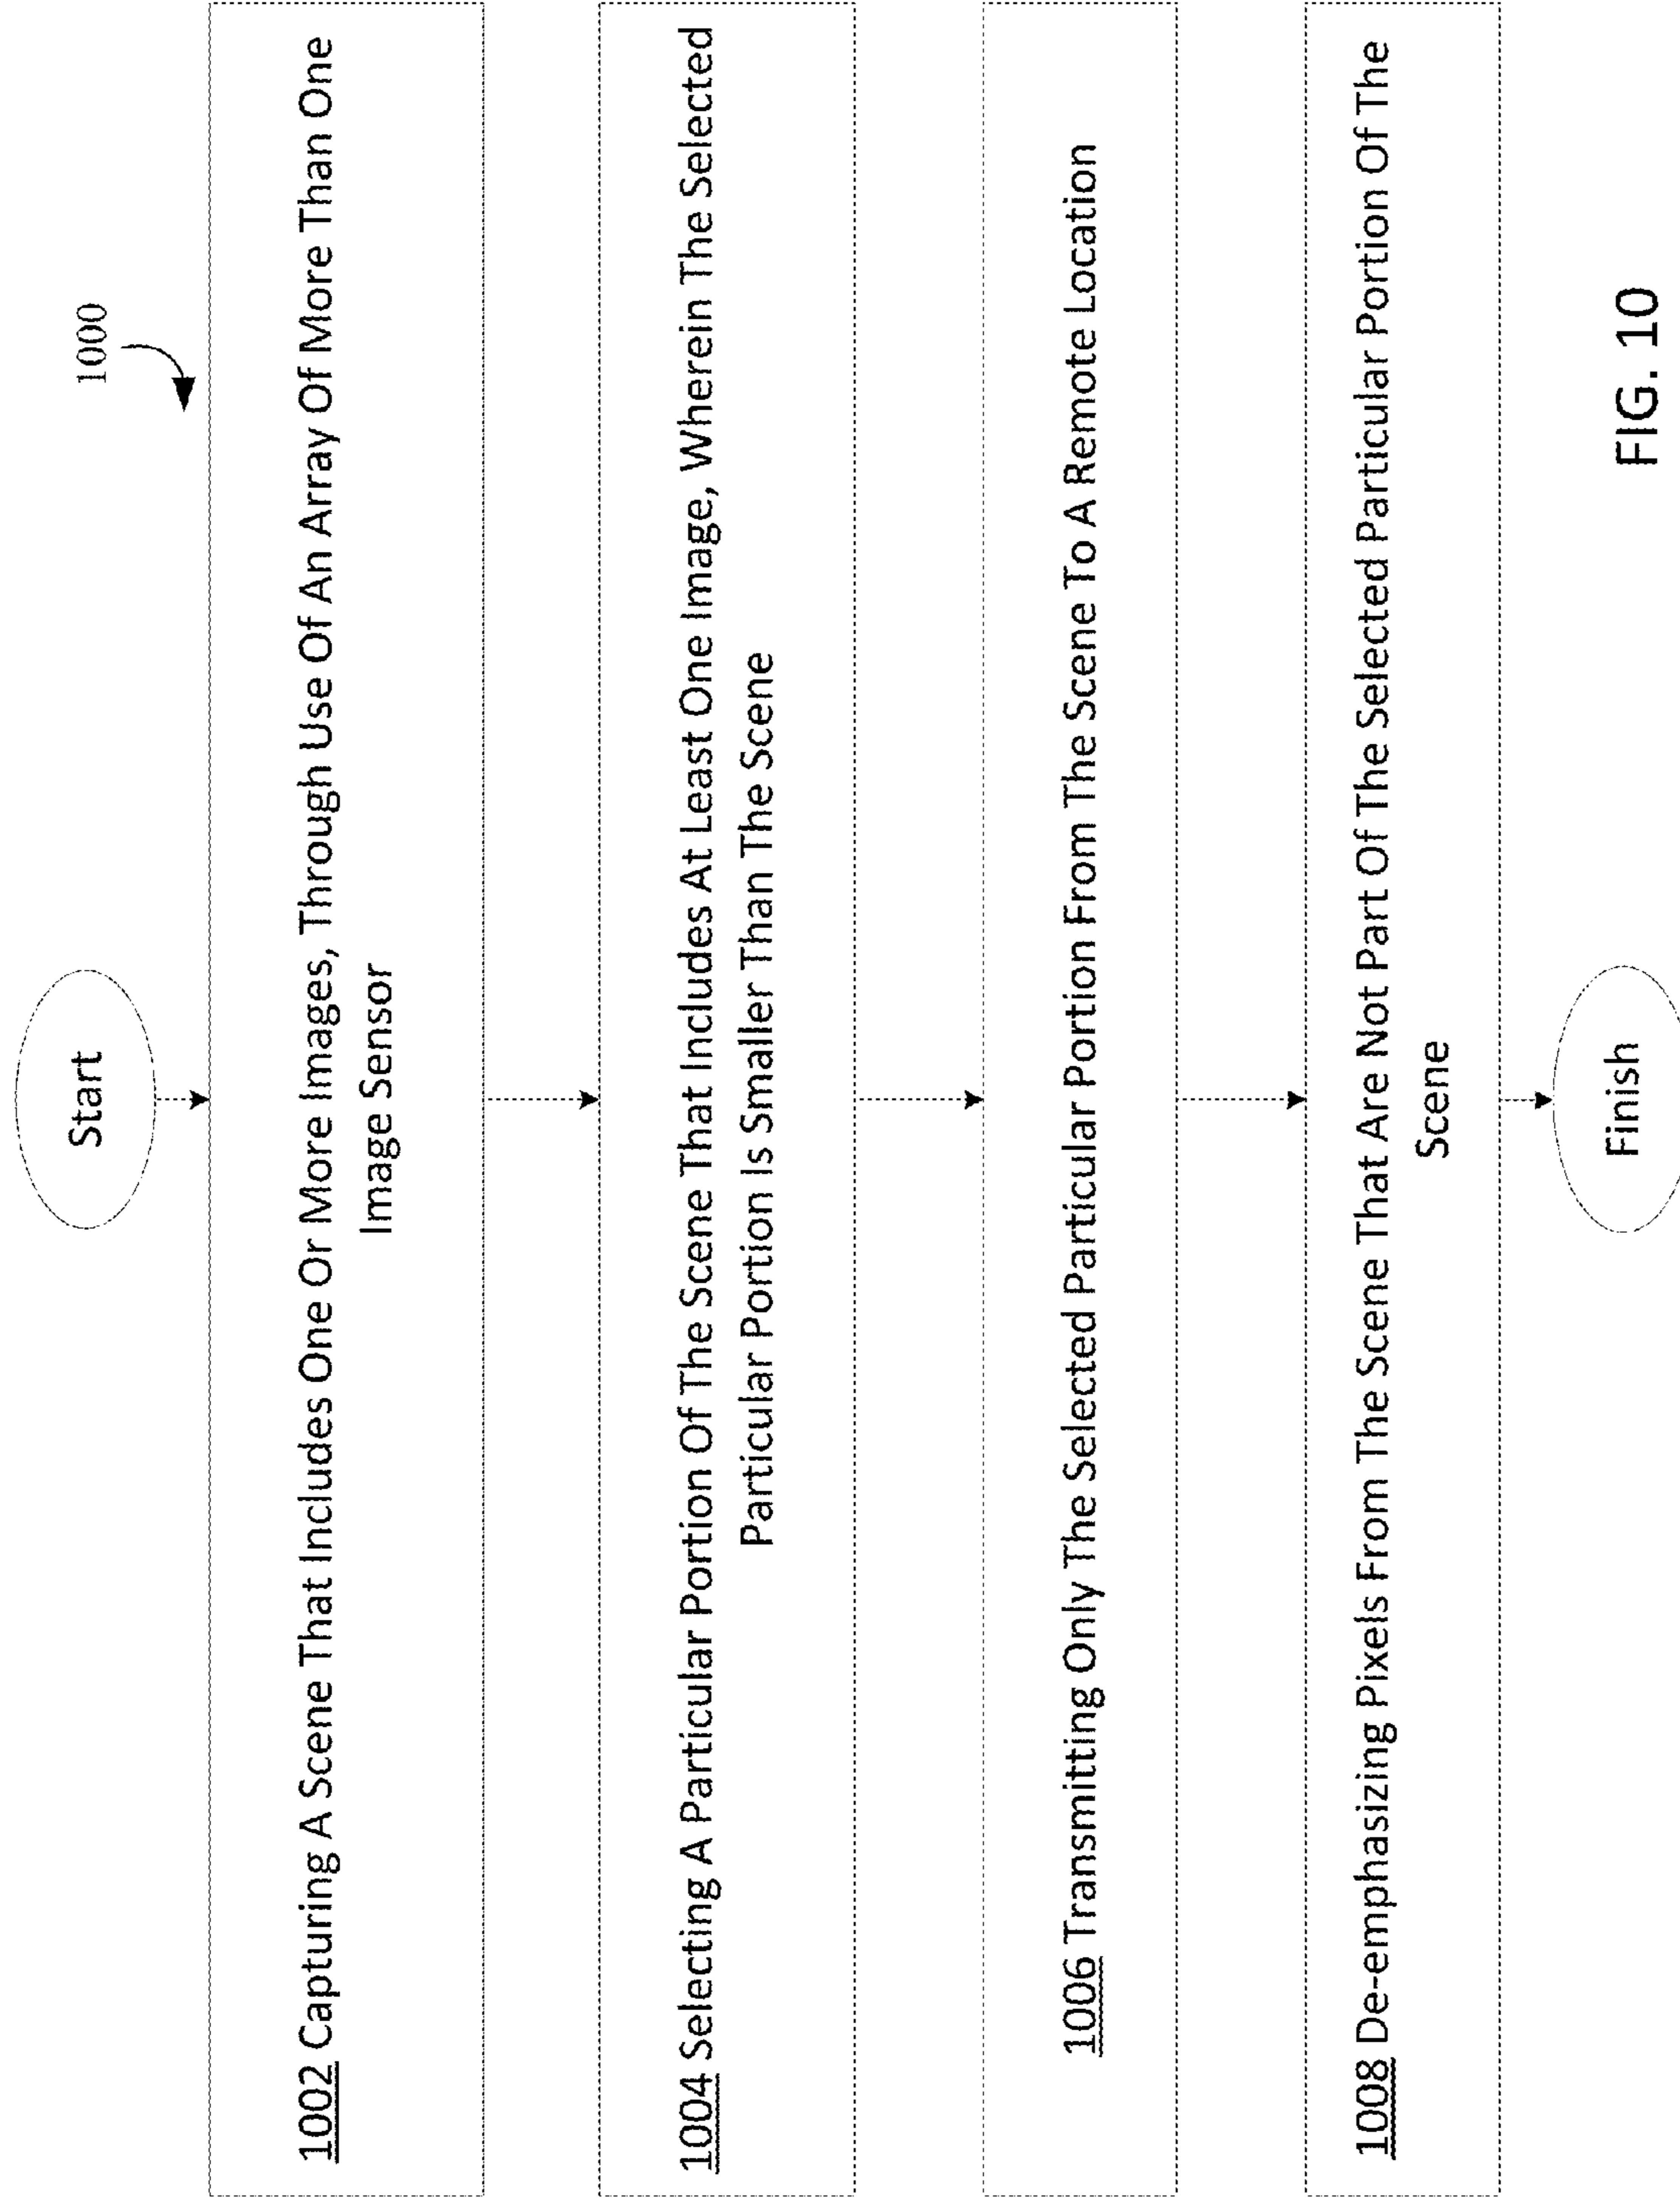 1000
Start
1002 Capturing A Scene That Includes One Or More Images, Through Use Of An Array Of More Than One
Image Sensor
1004 Selecting A Particular Portion Of The Scene That Includes At Least One Image, Wherein The Selected
Particular Portion Is Smaller Than The Scene
1006 Transmitting Only The Selected Particular Portion From The Scene To A Remote Location
1008 De-emphasizing Pixels From The Scene That Are Not Part Of The Selected Particular Portion Of The
Scene
Finish
FIG. 10